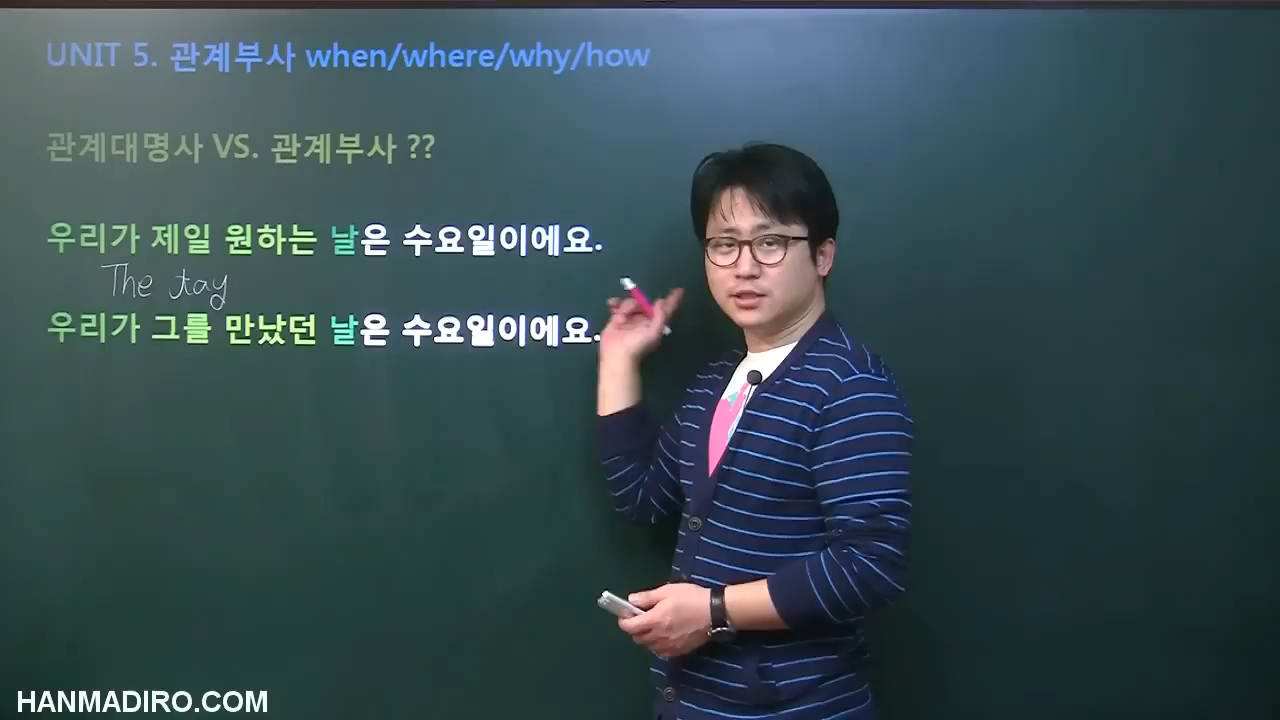 UNIT 5. 관계부사 when/where/why/how
관계대명사 VS. 관계부사 ??
우리가 제일 원하는 날은 수요일이에요.
The tay
우리가 그를 만났던 날은 수요일이에요.
HANMADIRO.COM